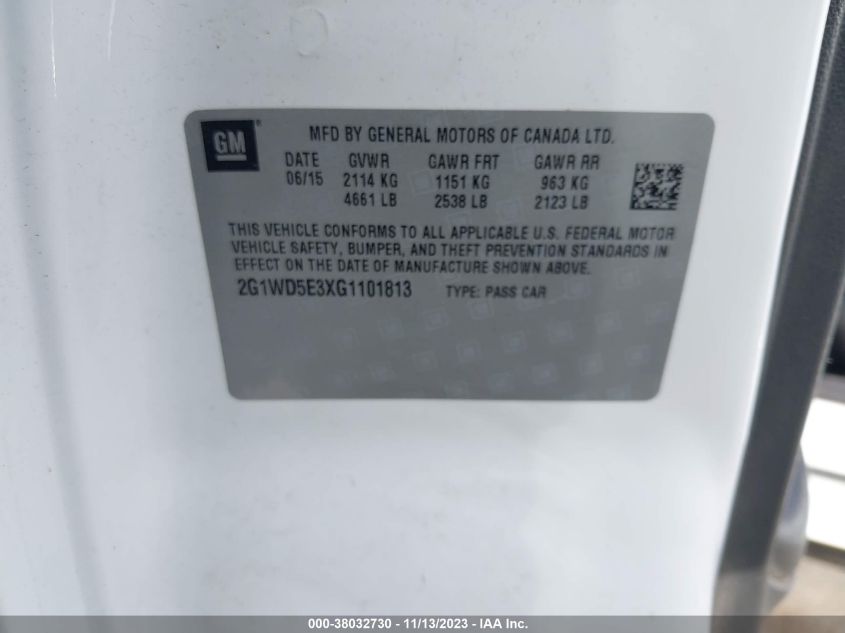 GM®
MFD BY GENERAL MOTORS OF CANADA LTD.
DATE GVWR GAWR FRT GAWR RR
06/15 2114 KG 1151 KG 963 KG
4661 LB 2538 LB 2123 LB
THIS VEHICLE CONFORMS TO ALL APPLICABLE U.S. FEDERAL MOTOR
VEHICLE SAFETY, BUMPER, AND THEFT PREVENTION STANDARDS IN
EFFECT ON THE DATE OF MANUFACTURE SHOWN ABOVE.
2G1WD5E3XG1101813 TYPE: PASS CAR
000-38032730 - 11/13/2023 - IAA Inc.